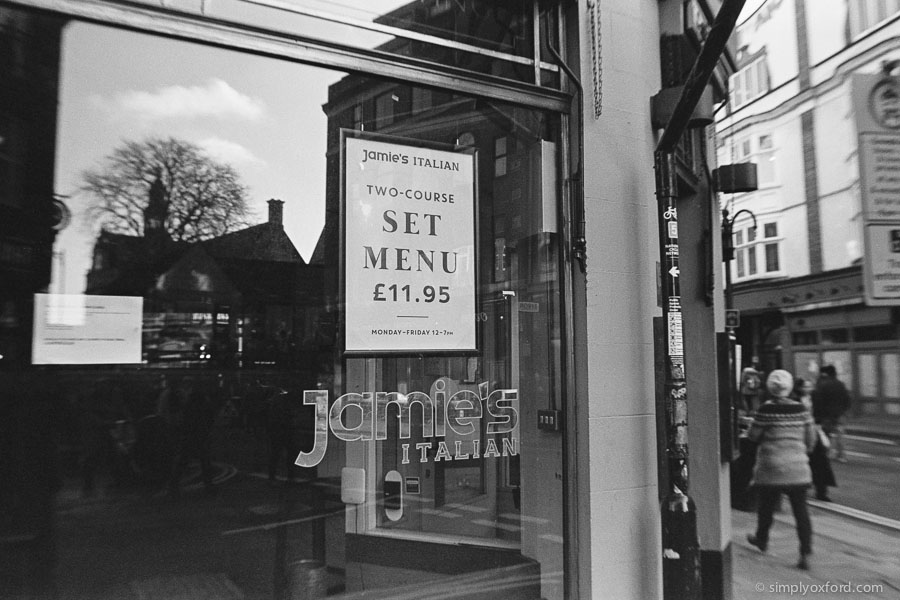 Jamie's ITALIAN
TWO-COURSE
SET
MENU
£11.95
MONDAY–FRIDAY 12–7PM
Jamie's
ITALIAN
© simplyoxford.com